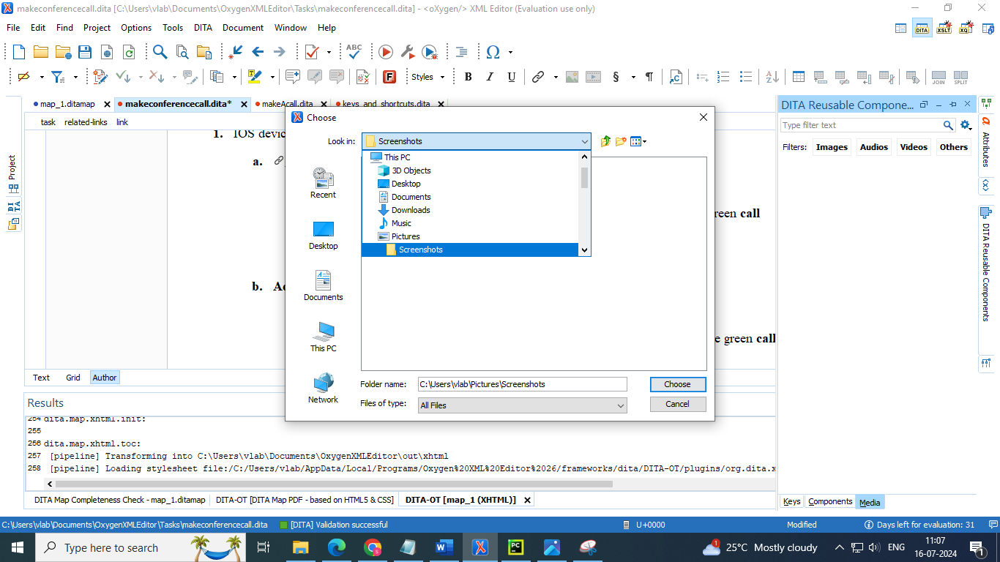 makeconferencecall.dita [C:\Users\vlab\Documents\OxygenXMLEditor\Tasks\makeconferencecall.dita] - <oXygen/> XML Editor (Evaluation use only)
File Edit Find Project Options Tools DITA Document Window Help
DITA XSLT XQ
ABC
Styles B I U § ¶ JOIN SPLIT
map_1.ditamap makeconferencecall.dita* makeAcall.dita keys_and_shortcuts.dita
task related-links link
1. IOS devic
a.
reen call
b. Ac
e green call
Text Grid Author
Project
DITA
Choose
Look in: Screenshots
This PC
3D Objects
Desktop
Documents
Downloads
Music
Pictures
Screenshots
Recent
Desktop
Documents
This PC
Network
Folder name: C:\Users\vlab\Pictures\Screenshots Choose
Files of type: All Files Cancel
DITA Reusable Compone...
Type filter text
Filters: Images Audios Videos Others
Keys Components Media
Attributes
DITA Reusable Components
Results
254 dita.map.xhtml.init:
255
256 dita.map.xhtml.toc:
257 [pipeline] Transforming into C:\Users\vlab\Documents\OxygenXMLEditor\out\xhtml
258 [pipeline] Loading stylesheet file:/C:/Users/vlab/AppData/Local/Programs/Oxygen%20XML%20Editor%2026/frameworks/dita/DITA-OT/plugins/org.dita.x
DITA Map Completeness Check - map_1.ditamap DITA-OT [DITA Map PDF - based on HTML5 & CSS] DITA-OT [map_1 (XHTML)]
C:\Users\vlab\Documents\OxygenXMLEditor\Tasks\makeconferencecall.dita [DITA] Validation successful U+0000 Modified Days left for evaluation: 31
Type here to search 25°C Mostly cloudy ENG 11:07
16-07-2024